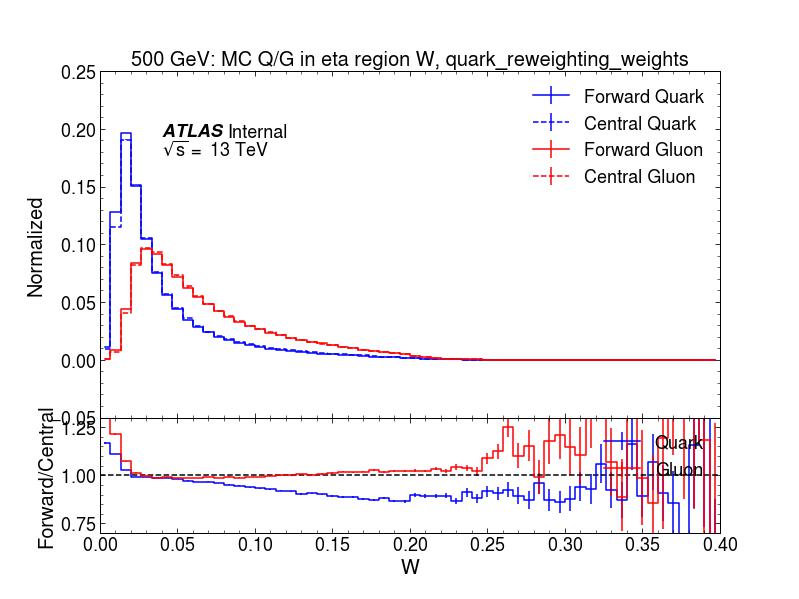 500 GeV: MC Q/G in eta region W, quark_reweighting_weights
0.25
0.20
0.15
0.10
0.05
0.00
0.05
Normalized
ATLAS Internal
√s = 13 TeV
Forward Quark
Central Quark
Forward Gluon
Central Gluon
1.25
1.00
0.75
Forward/Central
Quark
Gluon
0.00 0.05 0.10 0.15 0.20 0.25 0.30 0.35 0.40
W